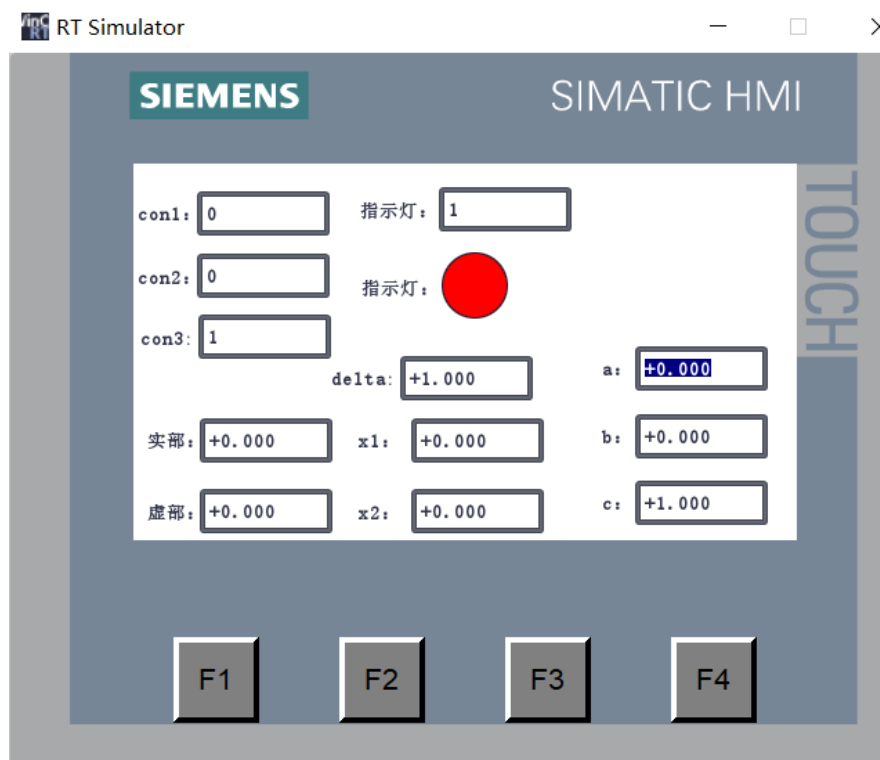 RT Simulator
SIEMENS SIMATIC HMI
TOUCH
con1: 0 指示灯: 1
con2: 0 指示灯:
con3: 1
delta: +1.000 a: +0.000
实部: +0.000 x1: +0.000 b: +0.000
虚部: +0.000 x2: +0.000 c: +1.000
F1 F2 F3 F4